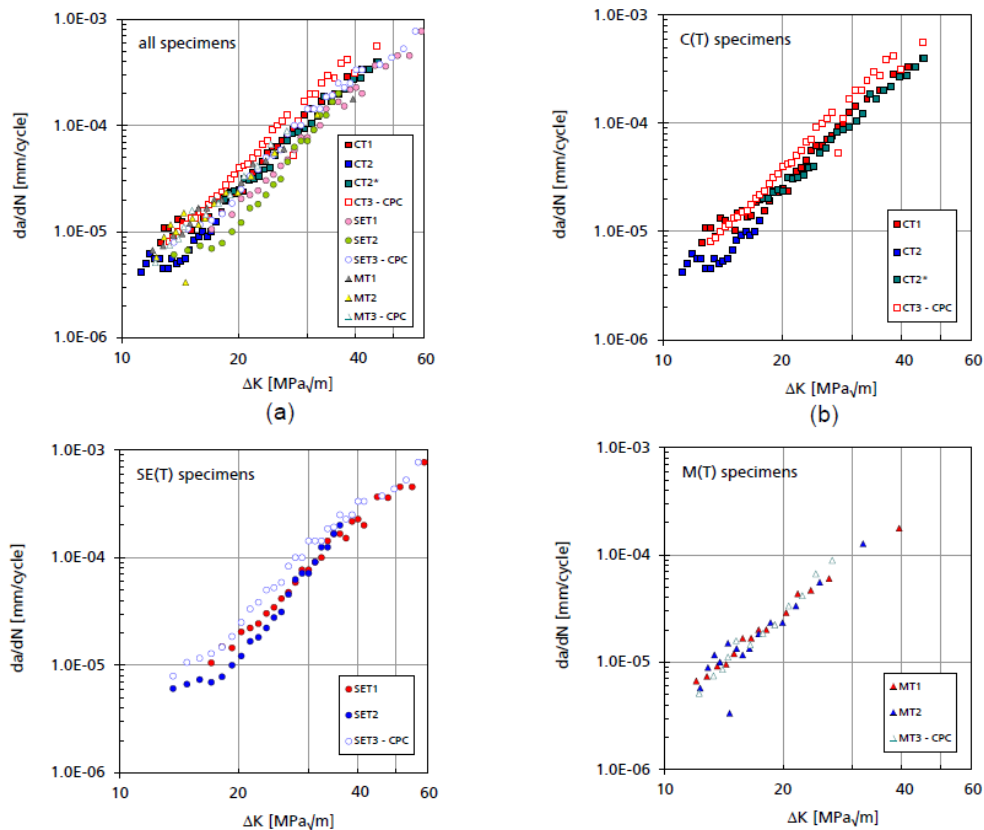 all specimens
1.0E-03
1.0E-04
1.0E-05
1.0E-06
da/dN [mm/cycle]
CT1
CT2
CT2*
CT3 - CPC
SET1
SET2
SET3 - CPC
MT1
MT2
MT3 - CPC
10
20
40
60
ΔK [MPa√m]
(a)
C(T) specimens
1.0E-03
1.0E-04
1.0E-05
1.0E-06
da/dN [mm/cycle]
CT1
CT2
CT2*
CT3 - CPC
10
20
40
60
ΔK [MPa√m]
(b)
SE(T) specimens
1.0E-03
1.0E-04
1.0E-05
1.0E-06
da/dN [mm/cycle]
SET1
SET2
SET3 - CPC
10
20
40
60
ΔK [MPa√m]
M(T) specimens
1.0E-03
1.0E-04
1.0E-05
1.0E-06
da/dN [mm/cycle]
MT1
MT2
MT3 - CPC
10
20
40
60
ΔK [MPa√m]